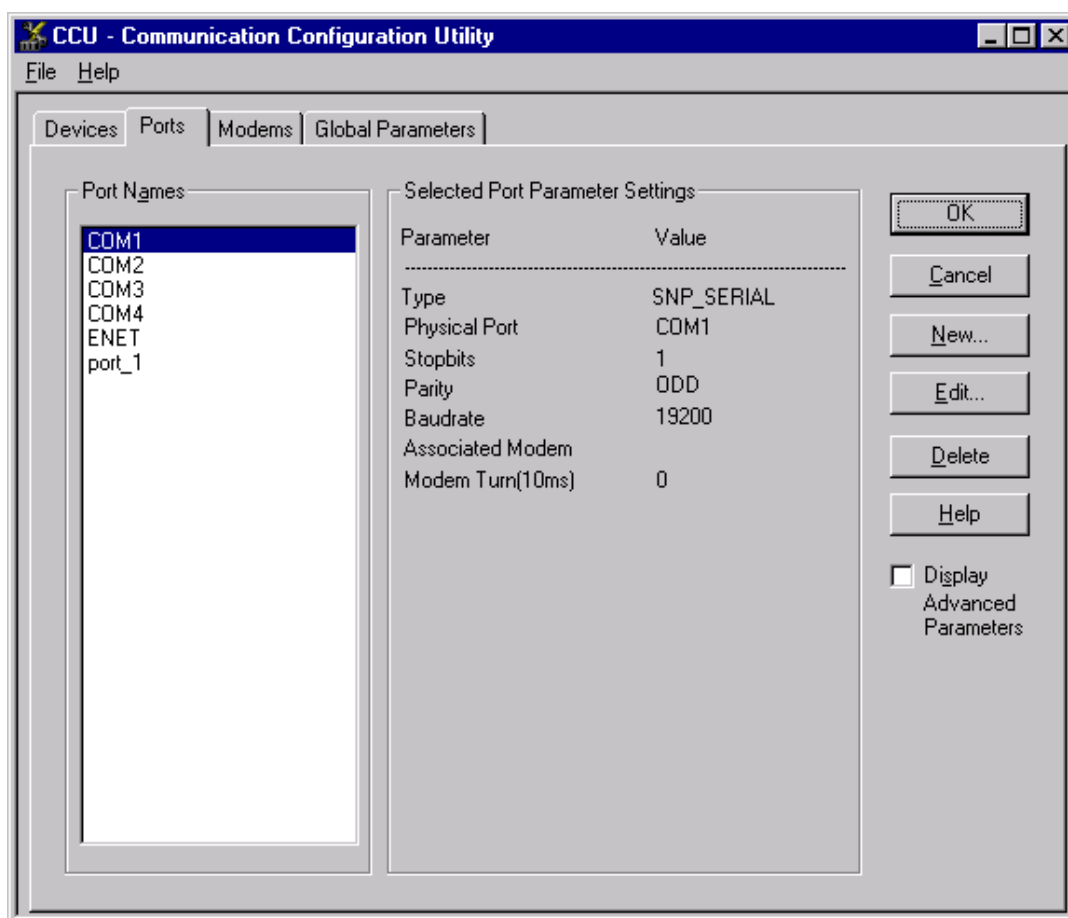 CCU - Communication Configuration Utility
File Help
Devices Ports Modems Global Parameters
Port Names
COM1
COM2
COM3
COM4
ENET
port_1
Selected Port Parameter Settings
Parameter Value
Type SNP_SERIAL
Physical Port COM1
Stopbits 1
Parity ODD
Baudrate 19200
Associated Modem
Modem Turn(10ms) 0
OK
Cancel
New...
Edit...
Delete
Help
Display
Advanced
Parameters